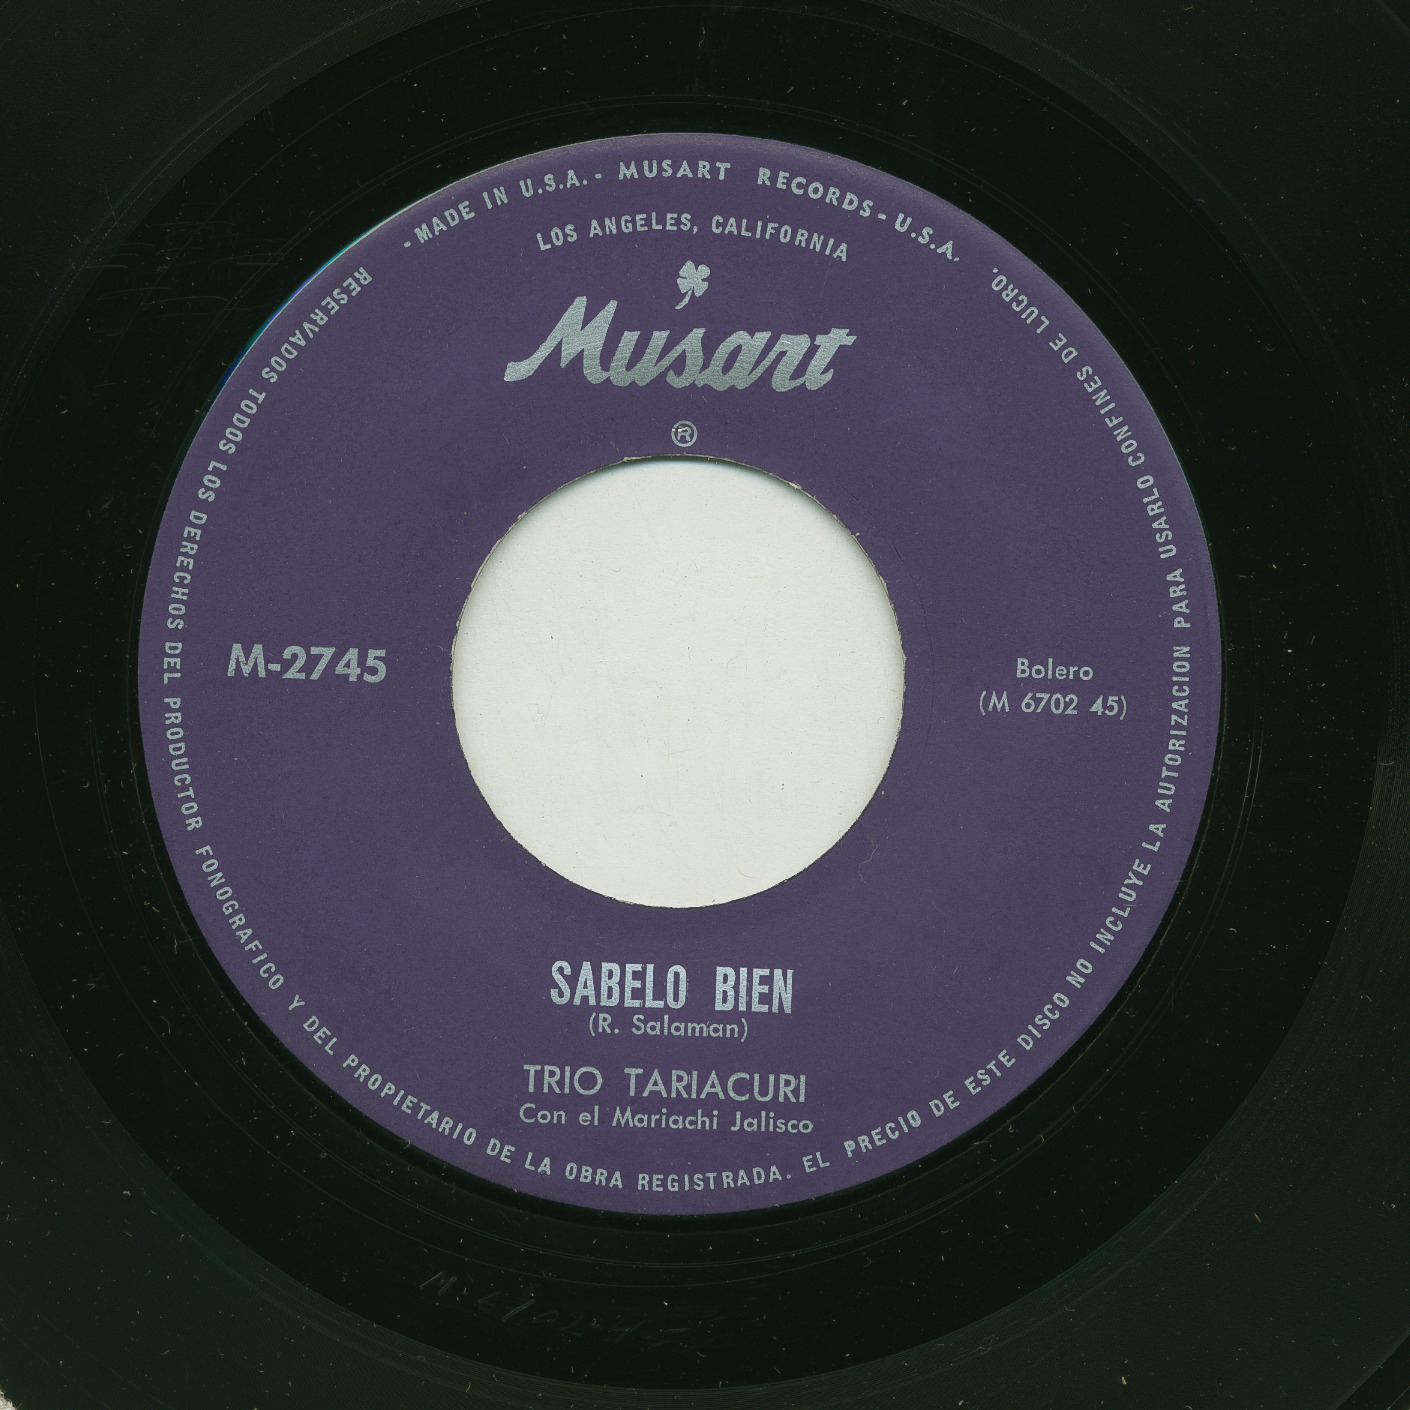 - MADE IN U.S.A. - MUSART RECORDS - U.S.A.
LOS ANGELES, CALIFORNIA
Musart
®
M-2745
Bolero
(M 6702 45)
SABELO BIEN
(R. Salaman)
TRIO TARIACURI
Con el Mariachi Jalisco
RESERVADOS TODOS LOS DERECHOS DEL PRODUCTOR FONOGRAFICO Y DEL PROPIETARIO DE LA OBRA REGISTRADA. EL PRECIO DE ESTE DISCO NO INCLUYE LA AUTORIZACION PARA USARLO CONFINES DE LUCRO.